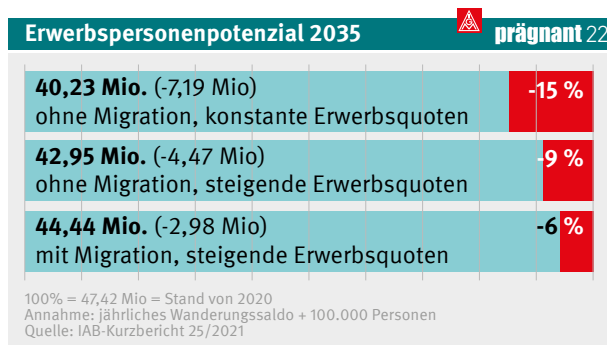 Erwerbspersonenpotenzial 2035
prägnant 22
40,23 Mio. (-7,19 Mio)
-15 %
ohne Migration, konstante Erwerbsquoten
42,95 Mio. (-4,47 Mio)
-9 %
ohne Migration, steigende Erwerbsquoten
44,44 Mio. (-2,98 Mio)
-6 %
mit Migration, steigende Erwerbsquoten
100% = 47,42 Mio = Stand von 2020
Annahme: jährliches Wanderungssaldo + 100.000 Personen
Quelle: IAB-Kurzbericht 25/2021